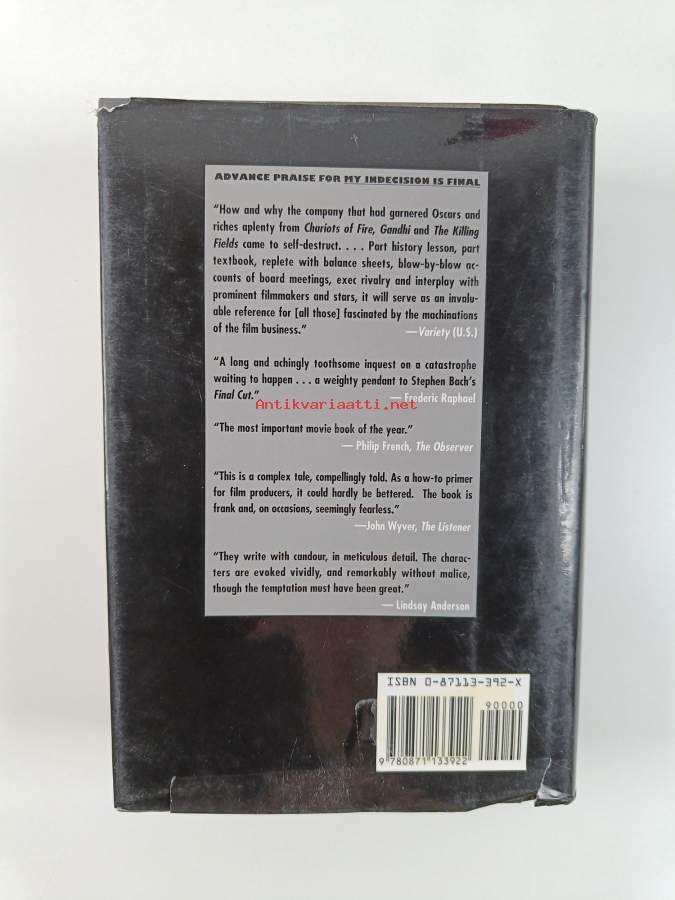 ADVANCE PRAISE FOR MY INDECISION IS FINAL
“How and why the company that had garnered Oscars and
riches aplenty from Chariots of Fire, Gandhi and The Killing
Fields came to self-destruct. . . . Part history lesson, part
textbook, replete with balance sheets, blow-by-blow ac-
counts of board meetings, exec rivalry and interplay with
prominent filmmakers and stars, it will serve as an invalu-
able reference for [all those] fascinated by the machinations
of the film business.” —Variety (U.S.)
“A long and achingly toothsome inquest on a catastrophe
waiting to happen . . . a weighty pendant to Stephen Bach’s
Final Cut.” — Frederic Raphael
Antikvariaatti.net
“The most important movie book of the year.”
— Philip French, The Observer
“This is a complex tale, compellingly told. As a how-to primer
for film producers, it could hardly be bettered. The book is
frank and, on occasions, seemingly fearless.”
—John Wyver, The Listener
“They write with candour, in meticulous detail. The charac-
ters are evoked vividly, and remarkably without malice,
though the temptation must have been great.”
— Lindsay Anderson
ISBN 0-87113-392-X
90000
9 780871 133922